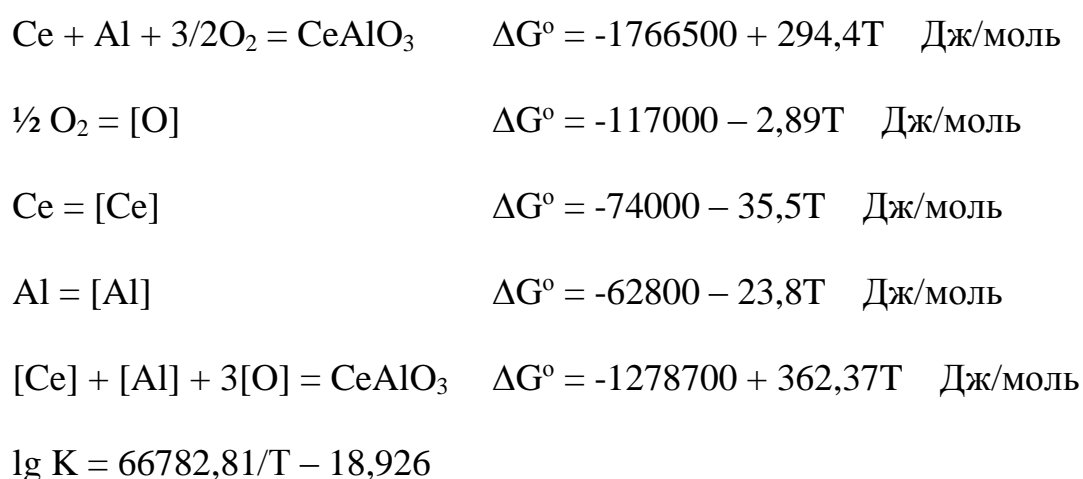 Ce + Al + 3/2O₂ = CeAlO₃ ΔGº = -1766500 + 294,4T Дж/моль
½ O₂ = [O] ΔGº = -117000 – 2,89T Дж/моль
Ce = [Ce] ΔGº = -74000 – 35,5T Дж/моль
Al = [Al] ΔGº = -62800 – 23,8T Дж/моль
[Ce] + [Al] + 3[O] = CeAlO₃ ΔGº = -1278700 + 362,37T Дж/моль
lg K = 66782,81/T – 18,926